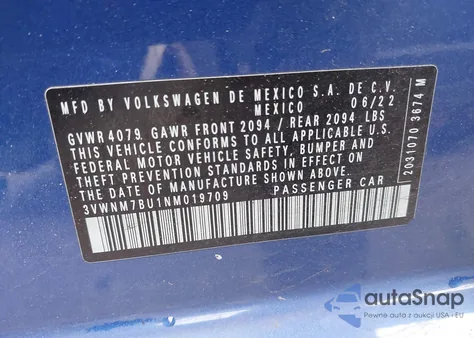 MFD BY VOLKSWAGEN DE MEXICO S.A. DE C.V.
MEXICO 06/22
GVWR 4079 GAWR FRONT 2094 / REAR 2094 LBS
THIS VEHICLE CONFORMS TO ALL APPLICABLE U.S.
FEDERAL MOTOR VEHICLE SAFETY, BUMPER AND
THEFT PREVENTION STANDARDS IN EFFECT ON
THE DATE OF MANUFACTURE SHOWN ABOVE.
3VWNM7BU1NM019709 PASSENGER CAR
2031070 3674 M
autoSnap
Pewne auta z aukcji USA i EU